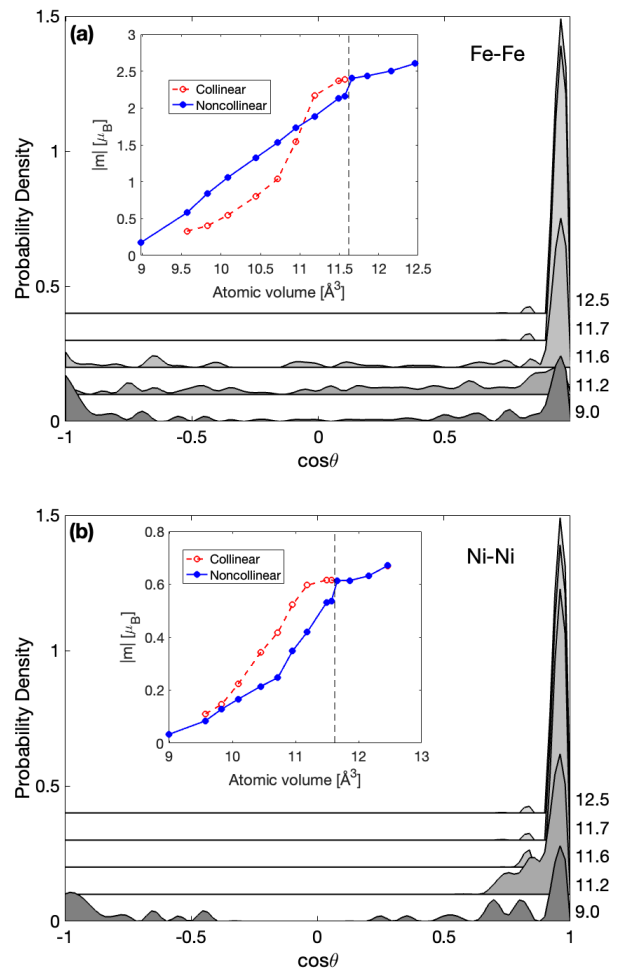 (a)
Fe-Fe
Collinear
Noncollinear
|m| [μB]
3
2.5
2
1.5
1
0.5
0
9 9.5 10 10.5 11 11.5 12 12.5
Atomic volume [Å3]
Probability Density
1.5
1
0.5
0
12.5
11.7
11.6
11.2
9.0
-1 -0.5 0 0.5 1
cosθ
(b)
Ni-Ni
Collinear
Noncollinear
|m| [μB]
0.8
0.6
0.4
0.2
0
9 10 11 12 13
Atomic volume [Å3]
Probability Density
1.5
1
0.5
0
12.5
11.7
11.6
11.2
9.0
-1 -0.5 0 0.5 1
cosθ